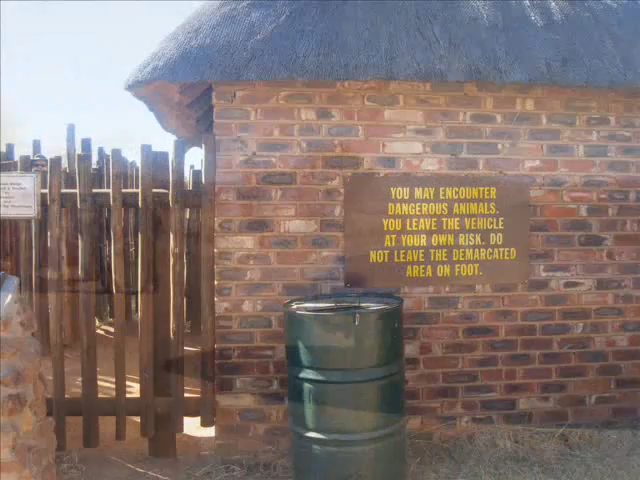 YOU MAY ENCOUNTER
DANGEROUS ANIMALS.
YOU LEAVE THE VEHICLE
AT YOUR OWN RISK. DO
NOT LEAVE THE DEMARCATED
AREA ON FOOT.